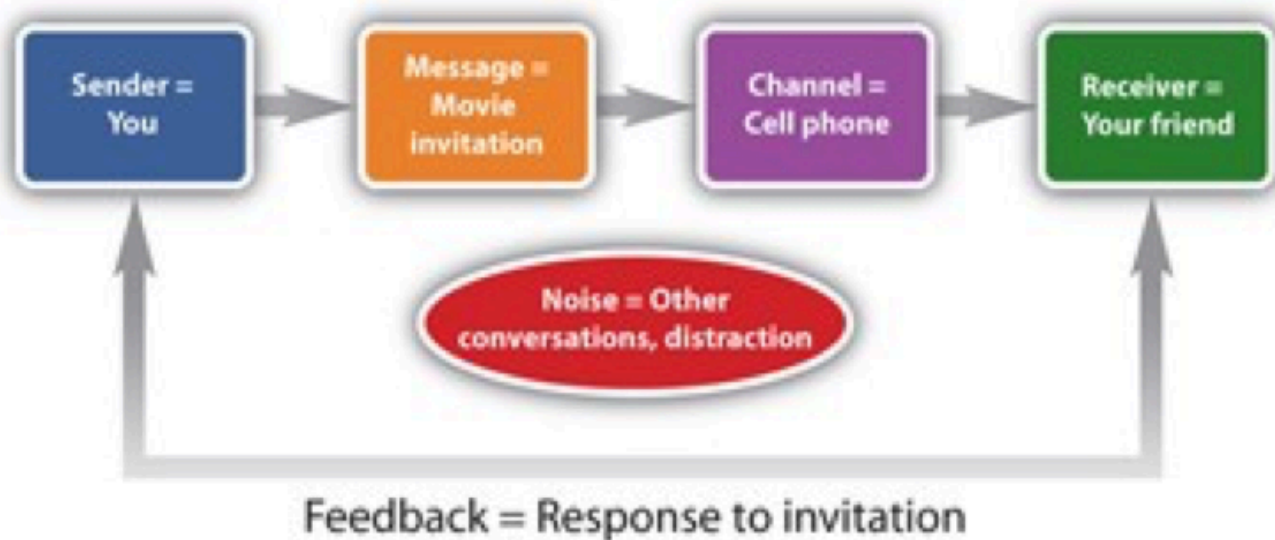 Sender =
You
Message =
Movie
invitation
Channel =
Cell phone
Receiver =
Your friend
Noise = Other
conversations, distraction
Feedback = Response to invitation